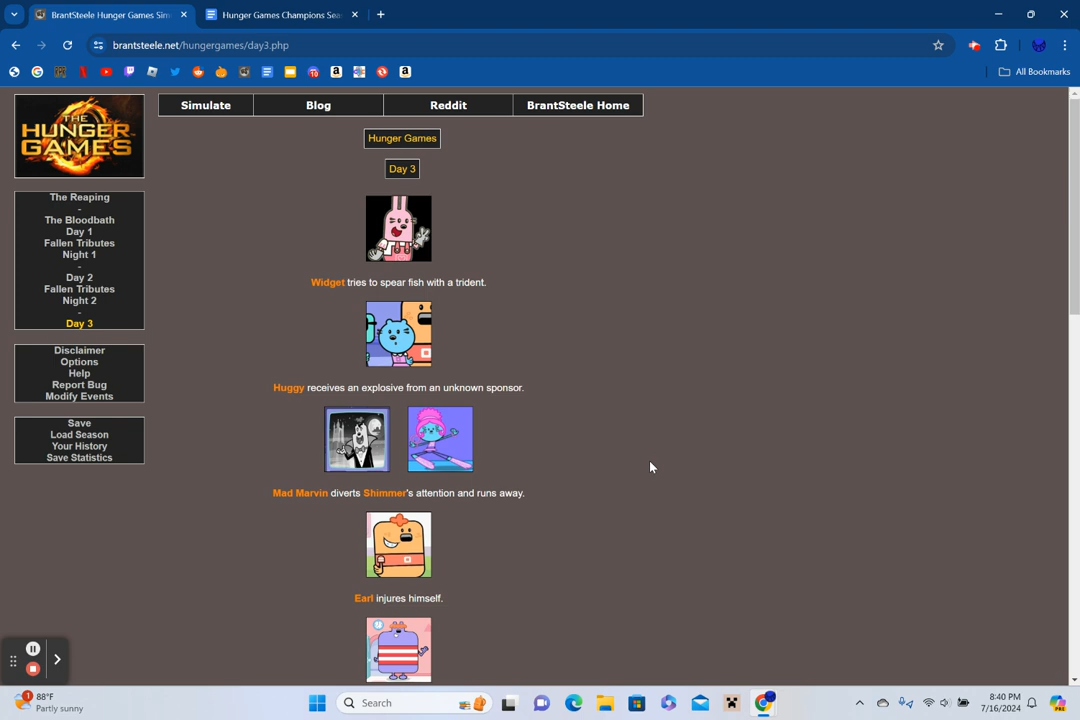 BrantSteele Hunger Games Sim
Hunger Games Champions Sea
brantsteele.net/hungergames/day3.php
All Bookmarks
THE HUNGER GAMES
Simulate
Blog
Reddit
BrantSteele Home
Hunger Games
Day 3
The Reaping
-
The Bloodbath
Day 1
Fallen Tributes
Night 1
-
Day 2
Fallen Tributes
Night 2
-
Day 3
Disclaimer
Options
Help
Report Bug
Modify Events
Save
Load Season
Your History
Save Statistics
Widget tries to spear fish with a trident.
Huggy receives an explosive from an unknown sponsor.
Mad Marvin diverts Shimmer's attention and runs away.
Earl injures himself.
1
88°F
Partly sunny
Search
8:40 PM
7/16/2024
PRE